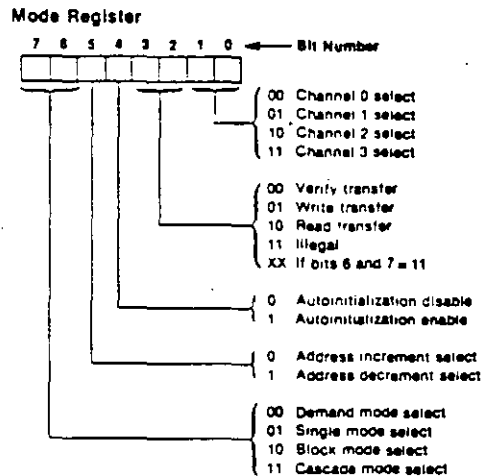 Mode Register
7 6 5 4 3 2 1 0 Bit Number
00 Channel 0 select
01 Channel 1 select
10 Channel 2 select
11 Channel 3 select
00 Verify transfer
01 Write transfer
10 Read transfer
11 Illegal
XX If bits 6 and 7 = 11
0 Autoinitialization disable
1 Autoinitialization enable
0 Address increment select
1 Address decrement select
00 Demand mode select
01 Single mode select
10 Block mode select
11 Cascade mode select